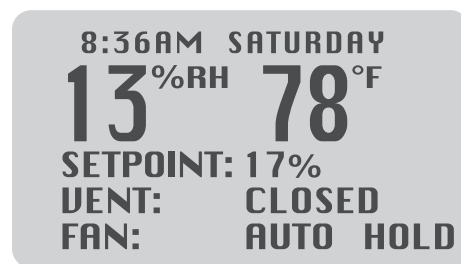 8:36AM SATURDAY
13%RH 78°F
SETPOINT: 17%
VENT: CLOSED
FAN: AUTO HOLD